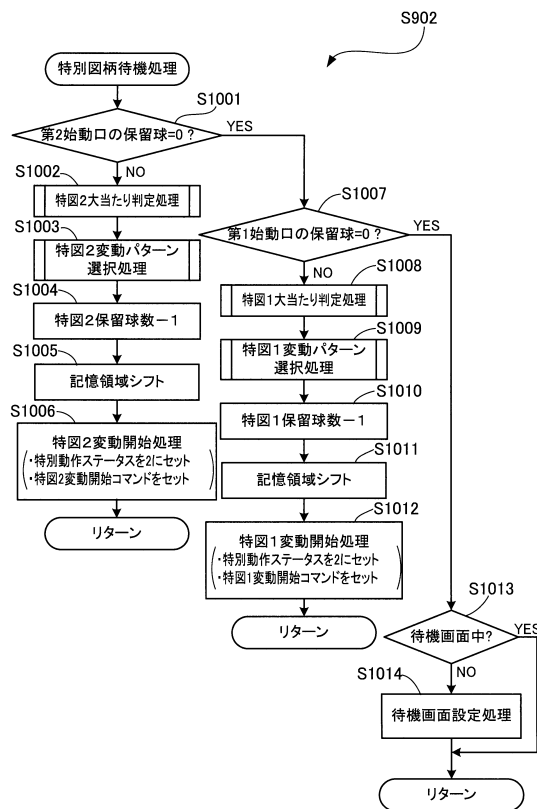 S902
特別図柄待機処理
S1001
第2始動口の保留球=0?
YES
NO
S1002
特図2大当たり判定処理
S1003
特図2変動パターン
選択処理
S1004
特図2保留球数－1
S1005
記憶領域シフト
S1006
特図2変動開始処理
・特別動作ステータスを2にセット
・特図2変動開始コマンドをセット
リターン
S1007
第1始動口の保留球=0?
YES
NO
S1008
特図1大当たり判定処理
S1009
特図1変動パターン
選択処理
S1010
特図1保留球数－1
S1011
記憶領域シフト
S1012
特図1変動開始処理
・特別動作ステータスを2にセット
・特図1変動開始コマンドをセット
リターン
S1013
待機画面中?
YES
NO
S1014
待機画面設定処理
リターン